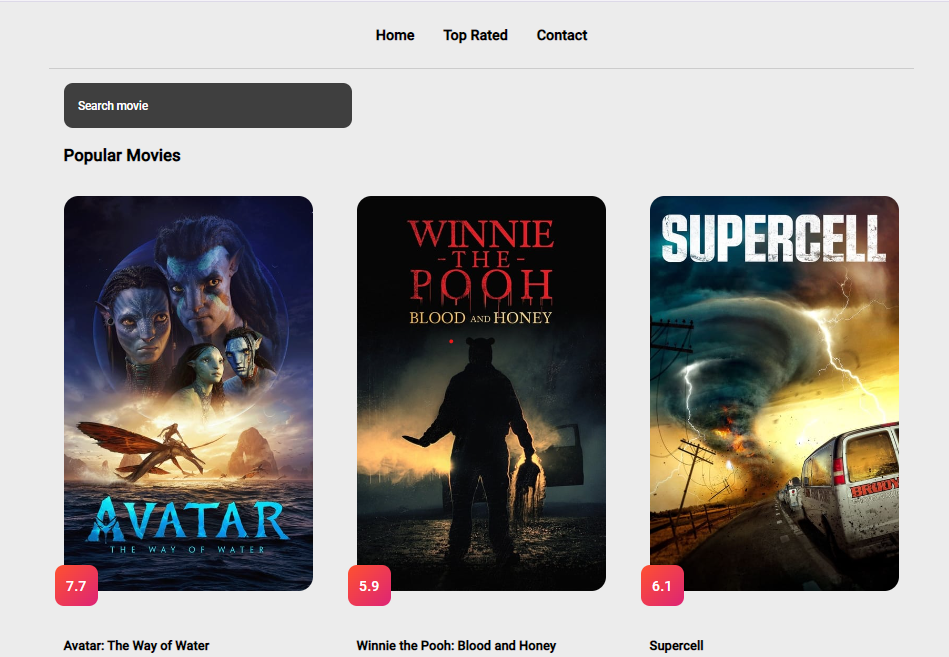 Home Top Rated Contact
Search movie
Popular Movies
WINNIE
-THE-
POOH
BLOOD AND HONEY
SUPERCELL
AVATAR
THE WAY OF WATER
7.7 5.9 6.1
Avatar: The Way of Water Winnie the Pooh: Blood and Honey Supercell